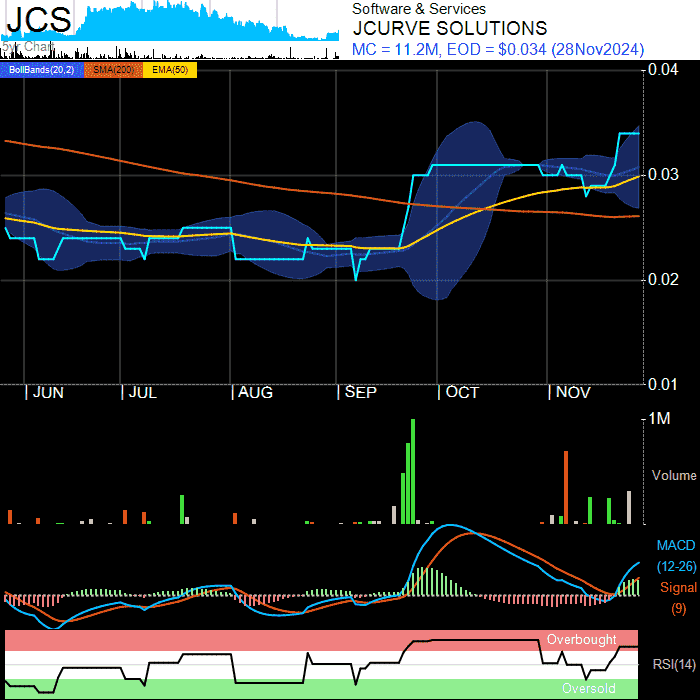 JCS
5yr Chart
Software & Services
JCURVE SOLUTIONS
MC = 11.2M, EOD = $0.034 (28Nov2024)
BollBands(20,2) SMA(200) EMA(50)
0.04
0.03
0.02
0.01
JUN JUL AUG SEP OCT NOV
1M
Volume
MACD
(12-26)
Signal
(9)
Overbought
RSI(14)
Oversold